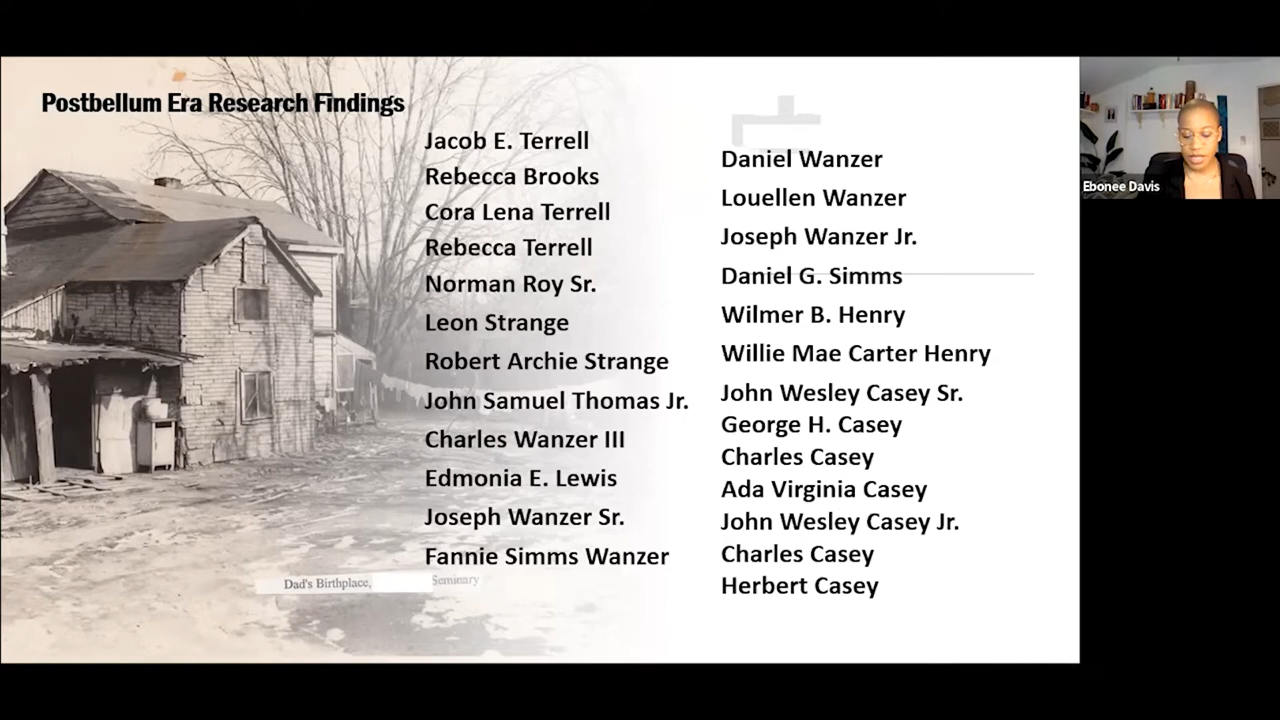 Postbellum Era Research Findings
Jacob E. Terrell
Rebecca Brooks
Cora Lena Terrell
Rebecca Terrell
Norman Roy Sr.
Leon Strange
Robert Archie Strange
John Samuel Thomas Jr.
Charles Wanzer III
Edmonia E. Lewis
Joseph Wanzer Sr.
Fannie Simms Wanzer
Daniel Wanzer
Louellen Wanzer
Joseph Wanzer Jr.
Daniel G. Simms
Wilmer B. Henry
Willie Mae Carter Henry
John Wesley Casey Sr.
George H. Casey
Charles Casey
Ada Virginia Casey
John Wesley Casey Jr.
Charles Casey
Herbert Casey
Dad's Birthplace, Seminary
Ebonee Davis